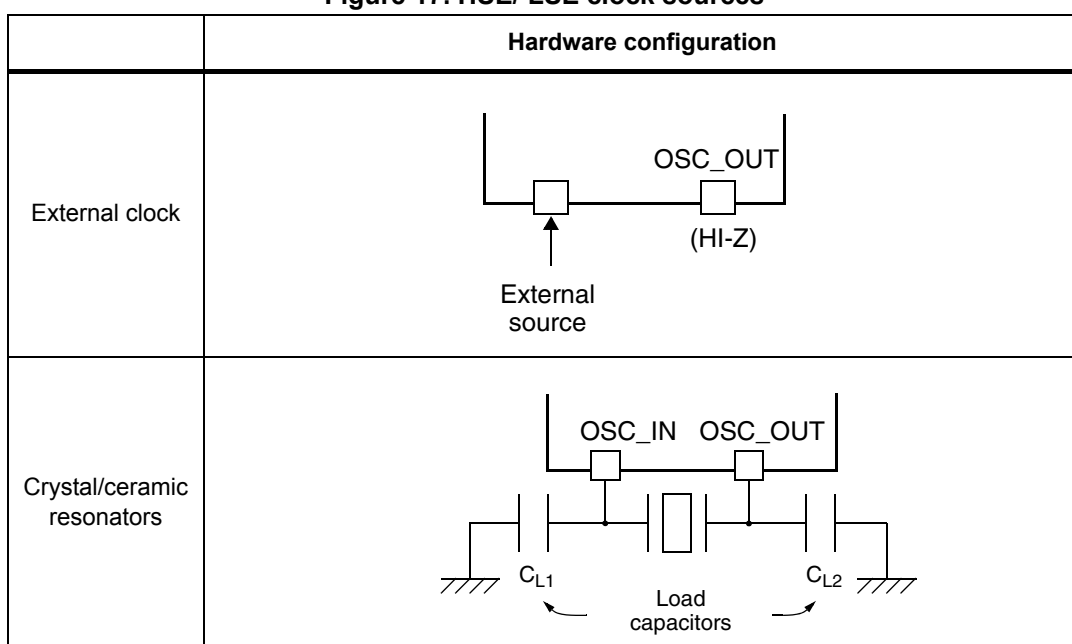 Figure 17. HSE/ LSE clock sources
Hardware configuration
External clock
OSC_OUT
(HI-Z)
External
source
Crystal/ceramic
resonators
OSC_IN OSC_OUT
CL1
CL2
Load
capacitors